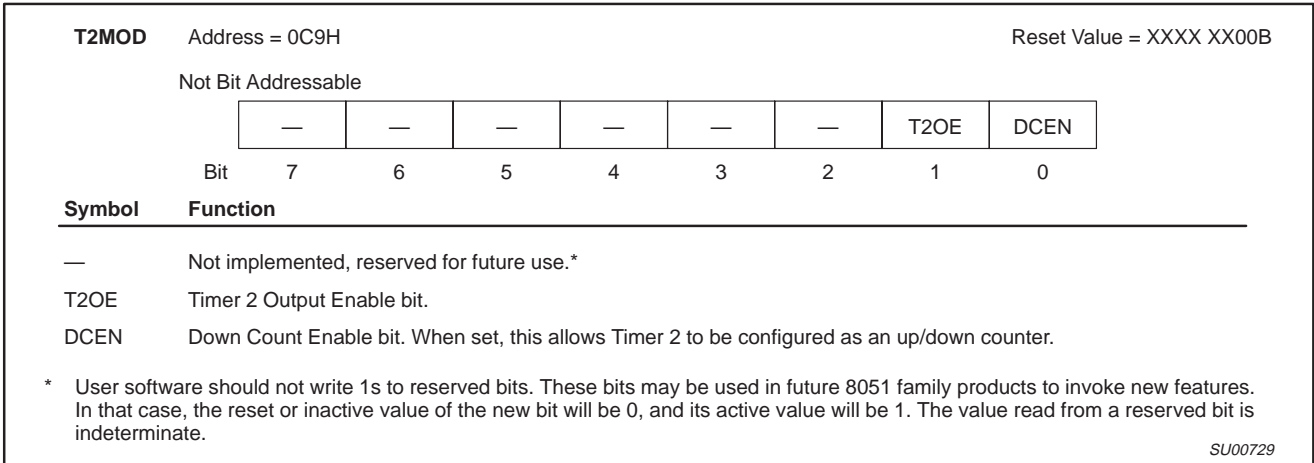 T2MOD Address = 0C9H Reset Value = XXXX XX00B
Not Bit Addressable
— — — — — — T2OE DCEN
Bit 7 6 5 4 3 2 1 0
Symbol Function
— Not implemented, reserved for future use.*
T2OE Timer 2 Output Enable bit.
DCEN Down Count Enable bit. When set, this allows Timer 2 to be configured as an up/down counter.
* User software should not write 1s to reserved bits. These bits may be used in future 8051 family products to invoke new features.
In that case, the reset or inactive value of the new bit will be 0, and its active value will be 1. The value read from a reserved bit is
indeterminate.
SU00729